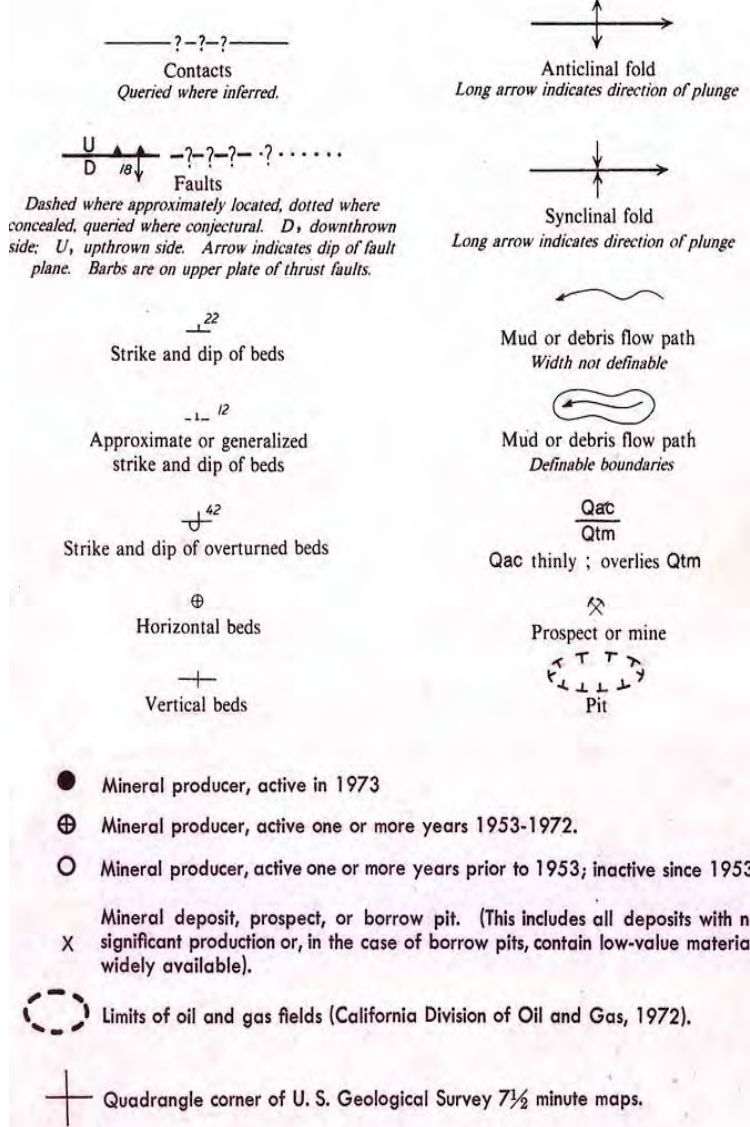 ?–?–?
Contacts
Queried where inferred.
U
D 18 –?–?–?– ·?······
Faults
Dashed where approximately located, dotted where
concealed, queried where conjectural. D, downthrown
side; U, upthrown side. Arrow indicates dip of fault
plane. Barbs are on upper plate of thrust faults.
22
Strike and dip of beds
12
Approximate or generalized
strike and dip of beds
42
Strike and dip of overturned beds
Horizontal beds
Vertical beds
Anticlinal fold
Long arrow indicates direction of plunge
Synclinal fold
Long arrow indicates direction of plunge
Mud or debris flow path
Width not definable
Mud or debris flow path
Definable boundaries
Qac
Qtm
Qac thinly ; overlies Qtm
Prospect or mine
Pit
Mineral producer, active in 1973
Mineral producer, active one or more years 1953-1972.
Mineral producer, active one or more years prior to 1953; inactive since 1953
Mineral deposit, prospect, or borrow pit. (This includes all deposits with n
X significant production or, in the case of borrow pits, contain low-value materia
widely available).
Limits of oil and gas fields (California Division of Oil and Gas, 1972).
Quadrangle corner of U. S. Geological Survey 7½ minute maps.